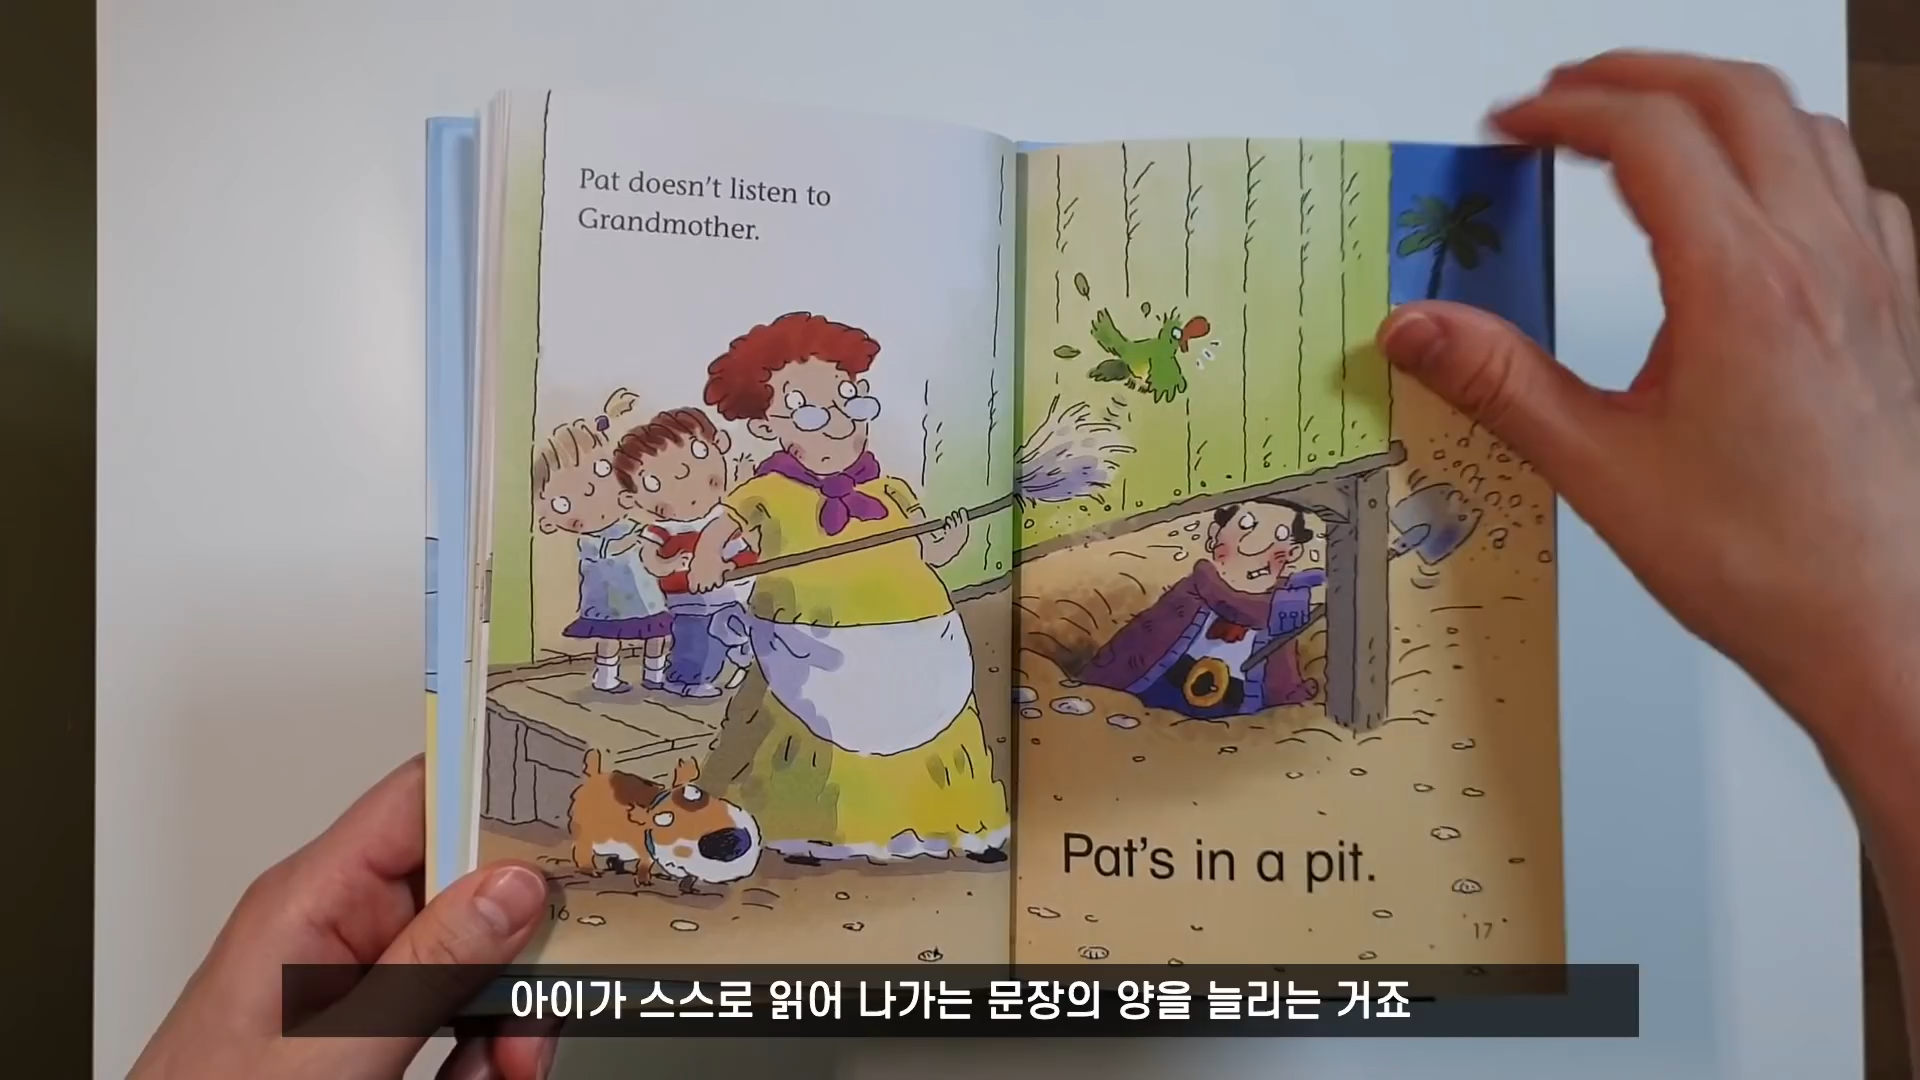 Pat doesn't listen to
Grandmother.
Pat's in a pit.
16
17
아이가 스스로 읽어 나가는 문장의 양을 늘리는 거죠